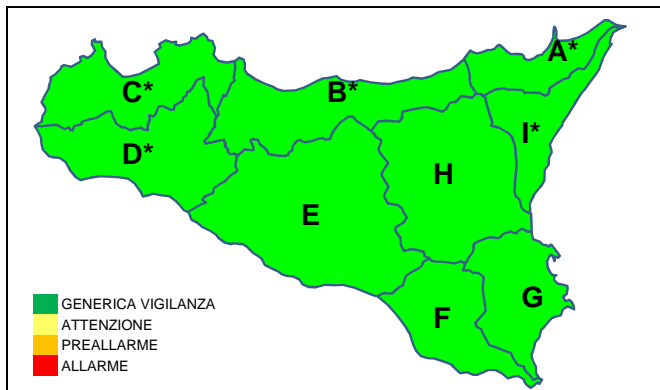 A*
C*
B*
I*
D*
H
E
G
F
GENERICA VIGILANZA
ATTENZIONE
PREALLARME
ALLARME